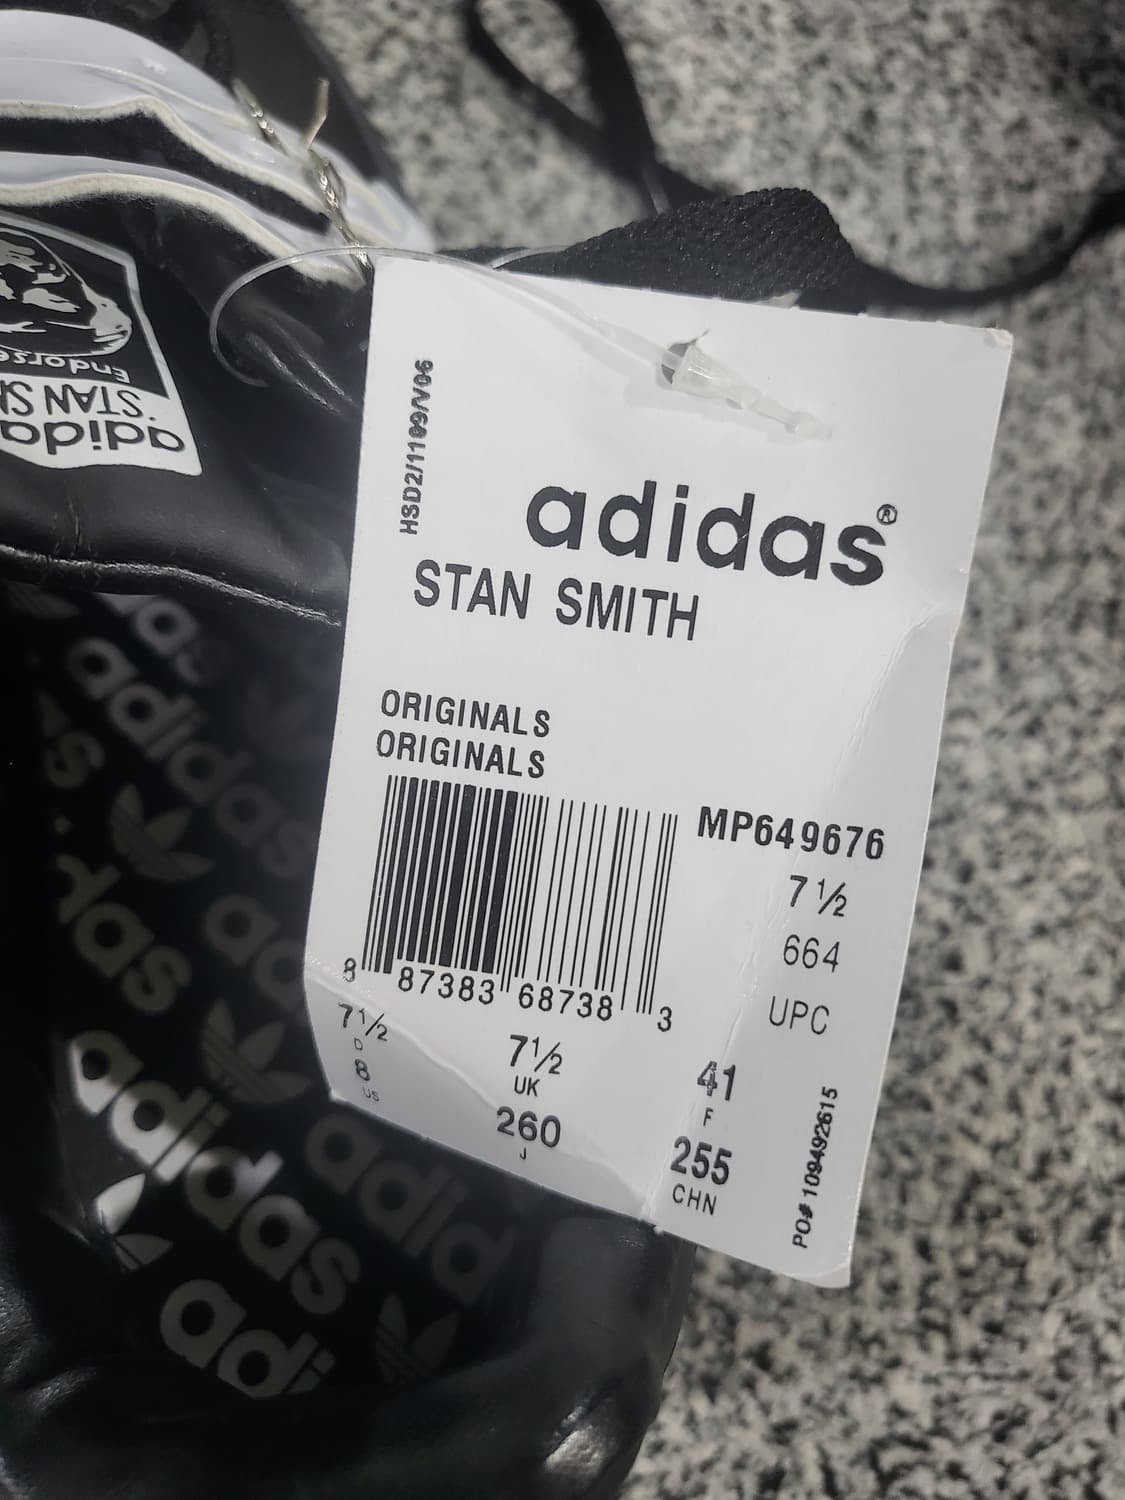 HSD2/1109/V06
adidas®
STAN SMITH
ORIGINALS
ORIGINALS
MP649676
7½
664
UPC
8 87383 68738 3
7½ 7½ 41
D UK F
8 260 255
US J CHN
PO# 109492615
Endorse
STAN
adidas
adidas
adidas
adidas